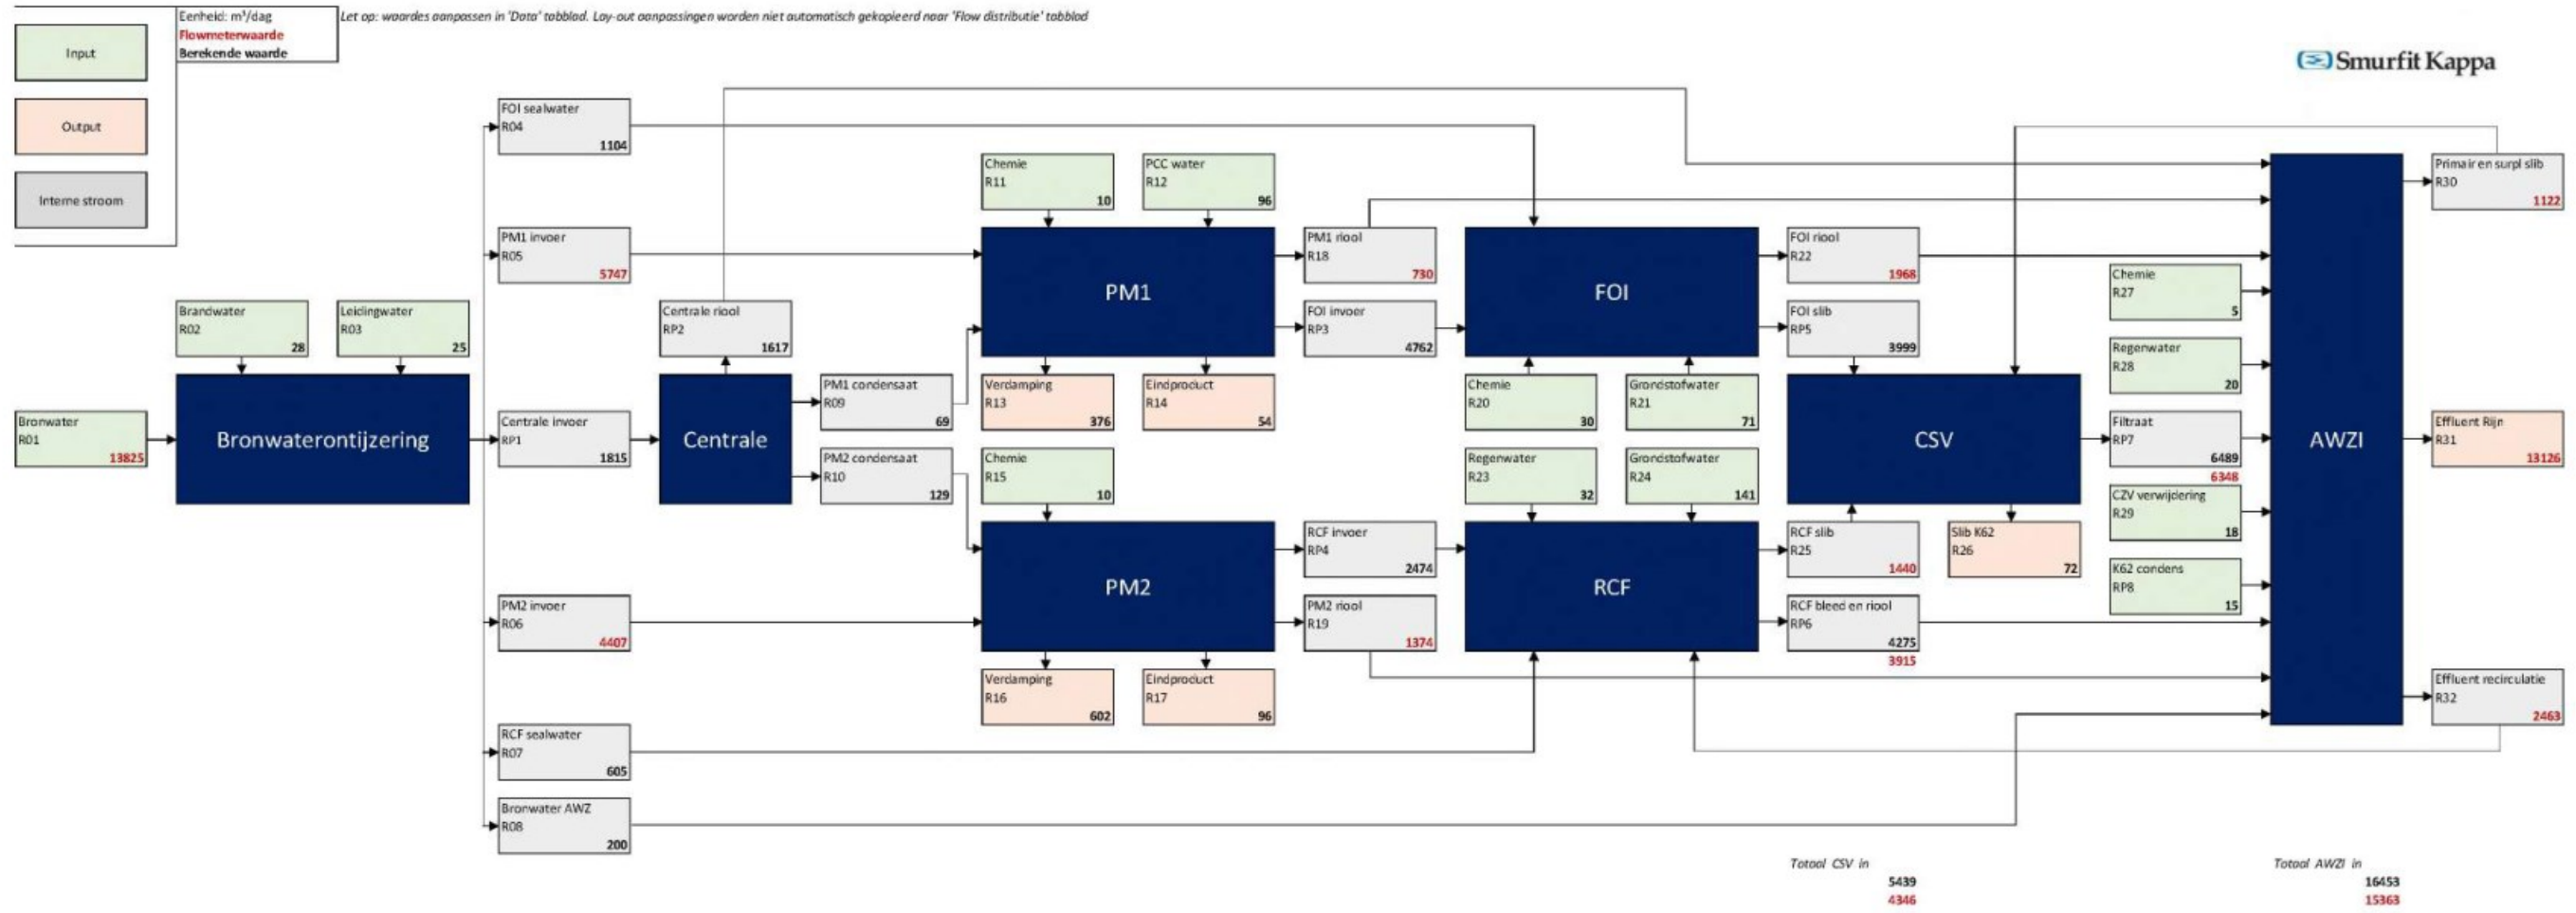 Eenheid: m³/dag
Flowmeterwaarde
Berekende waarde
Let op: waardes aanpassen in 'Data' tabblad. Lay-out aanpassingen worden niet automatisch gekopieerd naar 'Flow distributie' tabblad
Input
Output
Interne stroom
Smurfit Kappa
Bronwater
R01
13825
Brandwater
R02
28
Leidingwater
R03
25
Bronwaterontijzering
FOI sealwater
R04
1104
PM1 invoer
R05
5747
Centrale invoer
RP1
1815
PM2 invoer
R06
4407
RCF sealwater
R07
605
Bronwater AWZ
R08
200
Centrale riool
RP2
1617
Centrale
PM1 condensaat
R09
69
PM2 condensaat
R10
129
Chemie
R11
10
PCC water
R12
96
PM1
Verdamping
R13
376
Eindproduct
R14
54
Chemie
R15
10
PM2
Verdamping
R16
602
Eindproduct
R17
96
PM1 riool
R18
730
FOI invoer
RP3
4762
RCF invoer
RP4
2474
PM2 riool
R19
1374
FOI
Chemie
R20
30
Grondstofwater
R21
71
Regenwater
R23
32
Grondstofwater
R24
141
RCF
FOI riool
R22
1968
FOI slib
RP5
3999
CSV
RCF slib
R25
1440
Slib K62
R26
72
RCF bleed en riool
RP6
4275
3915
Chemie
R27
5
Regenwater
R28
20
Filtraat
RP7
6489
6348
CZV verwijdering
R29
18
K62 condens
RP8
15
AWZI
Primair en surpl slib
R30
1122
Effluent Rijn
R31
13126
Effluent recirculatie
R32
2463
Totaal CSV in
5439
4346
Totaal AWZI in
16453
15363